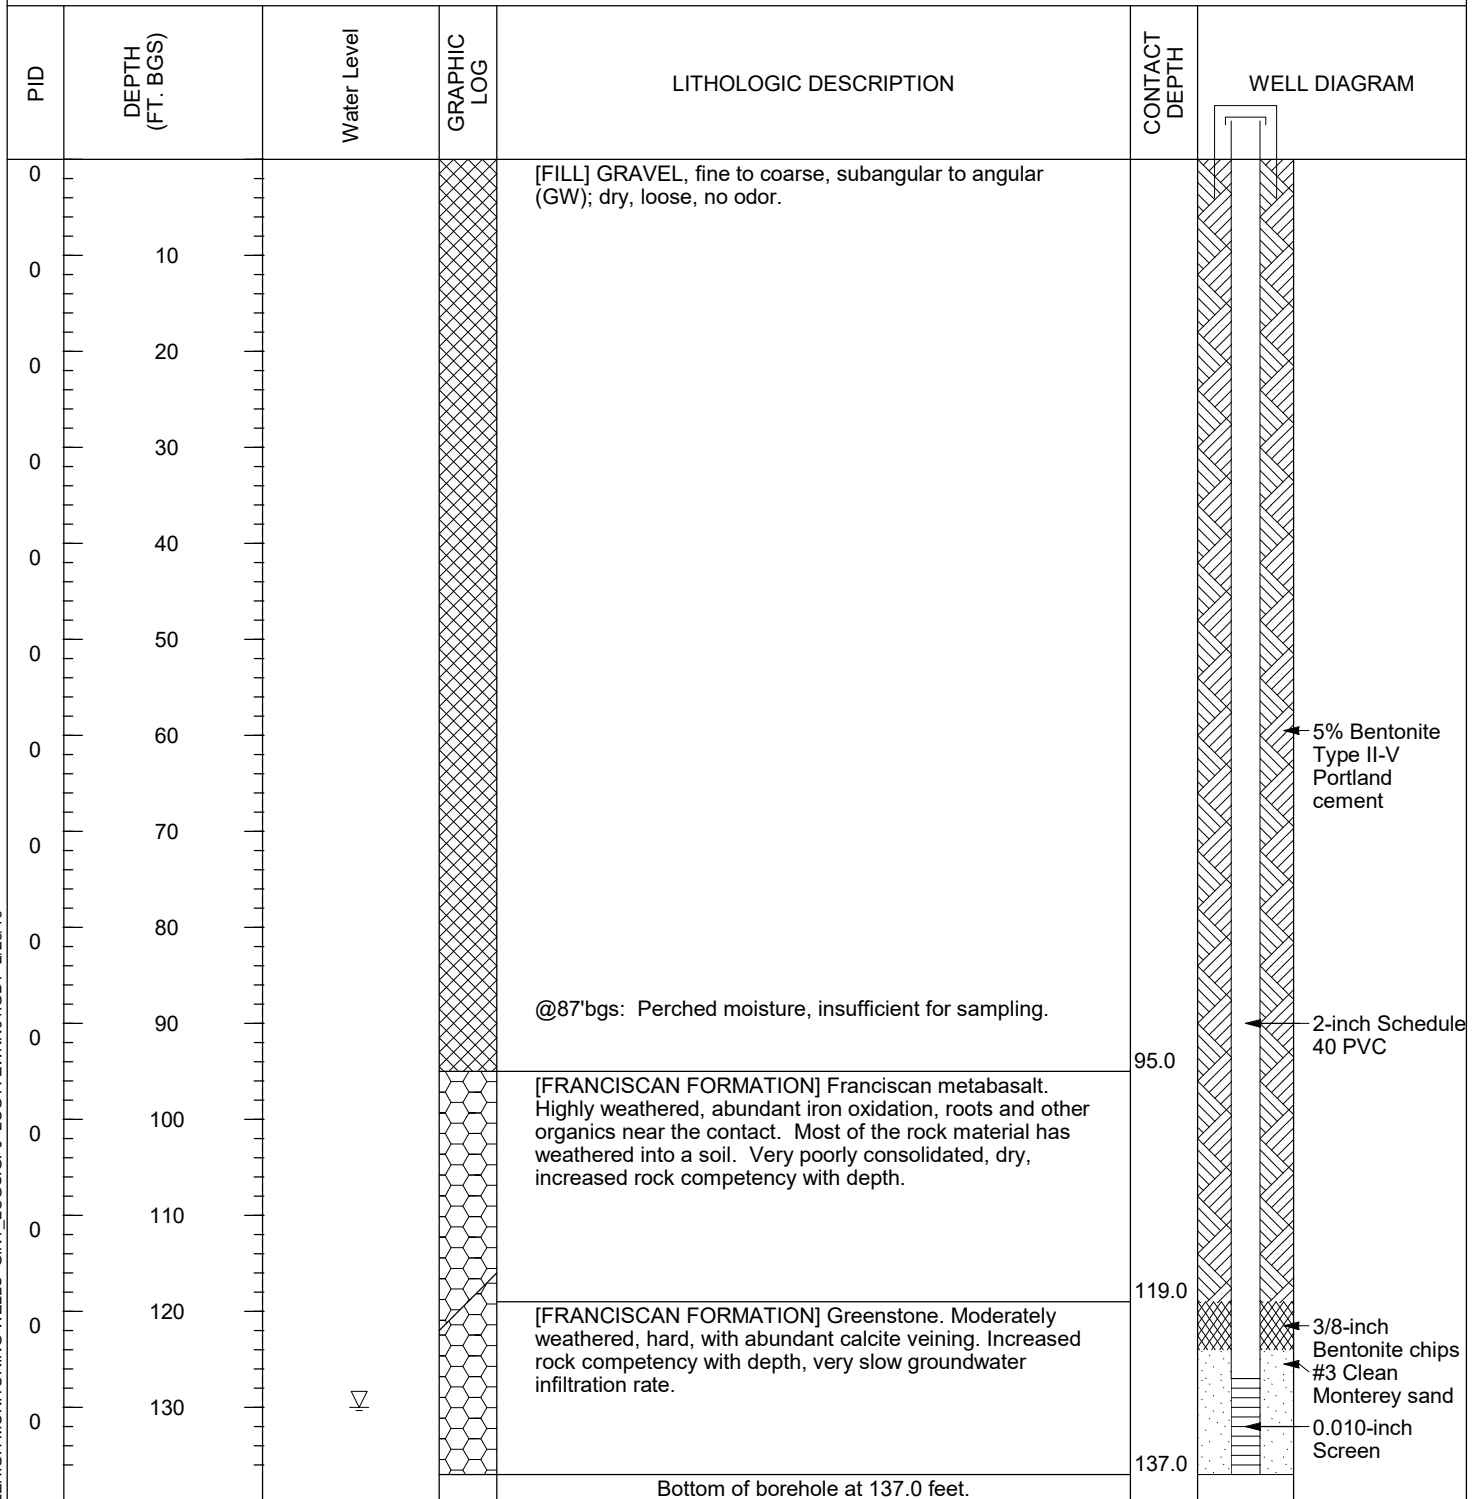 PID
DEPTH
(FT. BGS)
Water Level
GRAPHIC
LOG
LITHOLOGIC DESCRIPTION
CONTACT
DEPTH
WELL DIAGRAM
0
[FILL] GRAVEL, fine to coarse, subangular to angular
(GW); dry, loose, no odor.
10
0
20
0
30
0
40
0
50
0
60
0
5% Bentonite
Type II-V
Portland
cement
70
0
80
0
@87'bgs:  Perched moisture, insufficient for sampling.
90
0
2-inch Schedule
40 PVC
95.0
[FRANCISCAN FORMATION] Franciscan metabasalt.
Highly weathered, abundant iron oxidation, roots and other
organics near the contact.  Most of the rock material has
weathered into a soil.  Very poorly consolidated, dry,
increased rock competency with depth.
100
0
110
0
119.0
120
0
[FRANCISCAN FORMATION] Greenstone. Moderately
weathered, hard, with abundant calcite veining. Increased
rock competency with depth, very slow groundwater
infiltration rate.
3/8-inch
Bentonite chips
#3 Clean
Monterey sand
130
0
0.010-inch
Screen
137.0
Bottom of borehole at 137.0 feet.